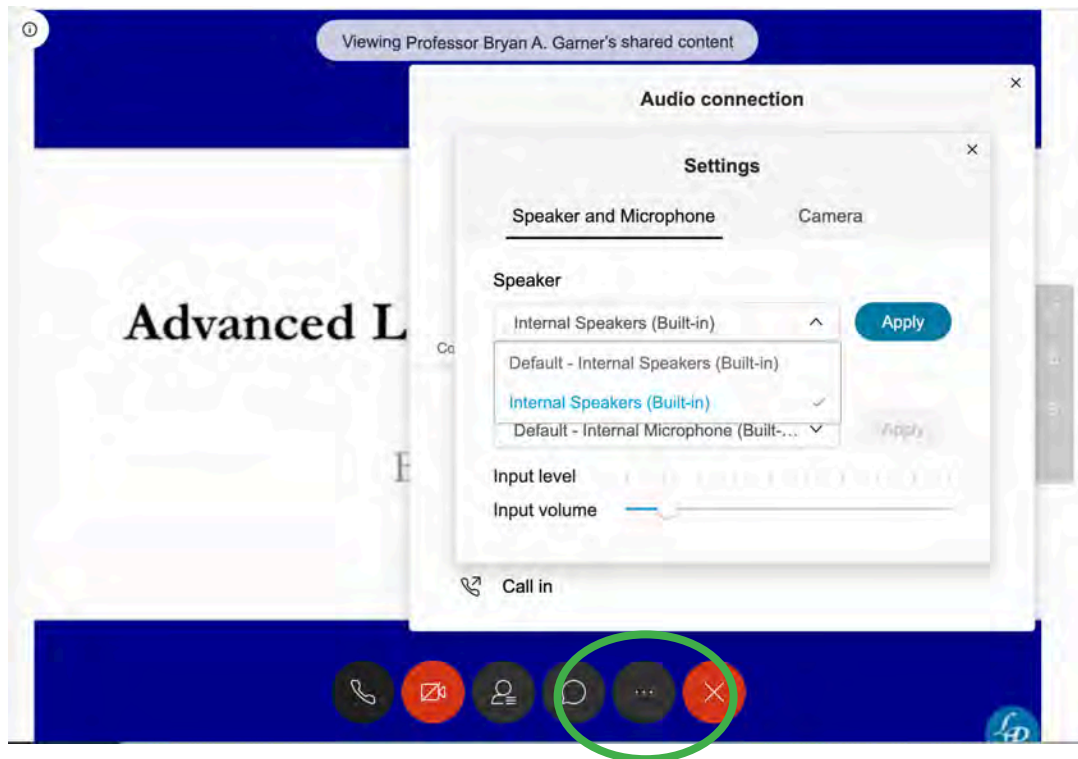 Viewing Professor Bryan A. Garner's shared content
Audio connection
Settings
Speaker and Microphone
Camera
Speaker
Internal Speakers (Built-in)
Apply
Advanced L
Co
Default - Internal Speakers (Built-in)
Internal Speakers (Built-in)
Default - Internal Microphone (Built-...
Apply
Input level
Input volume
Call in